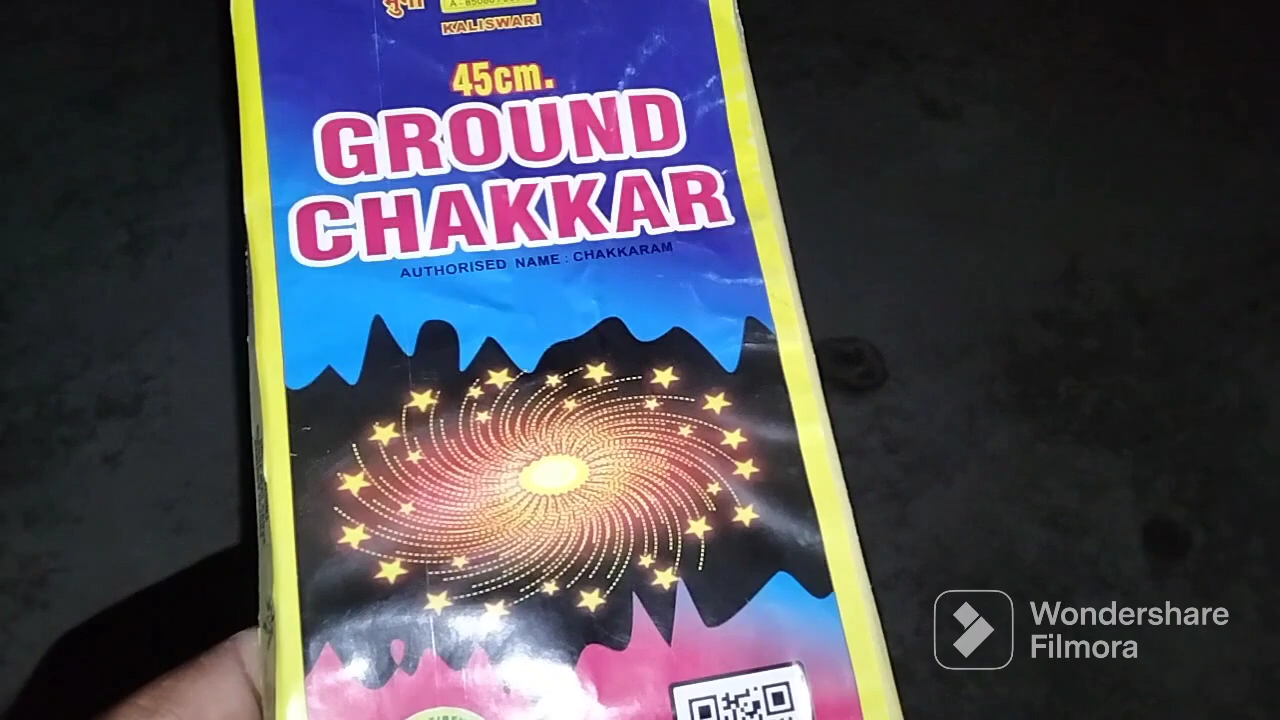 KALISWARI
45cm.
GROUND
CHAKKAR
AUTHORISED NAME : CHAKKARAM
Wondershare
Filmora